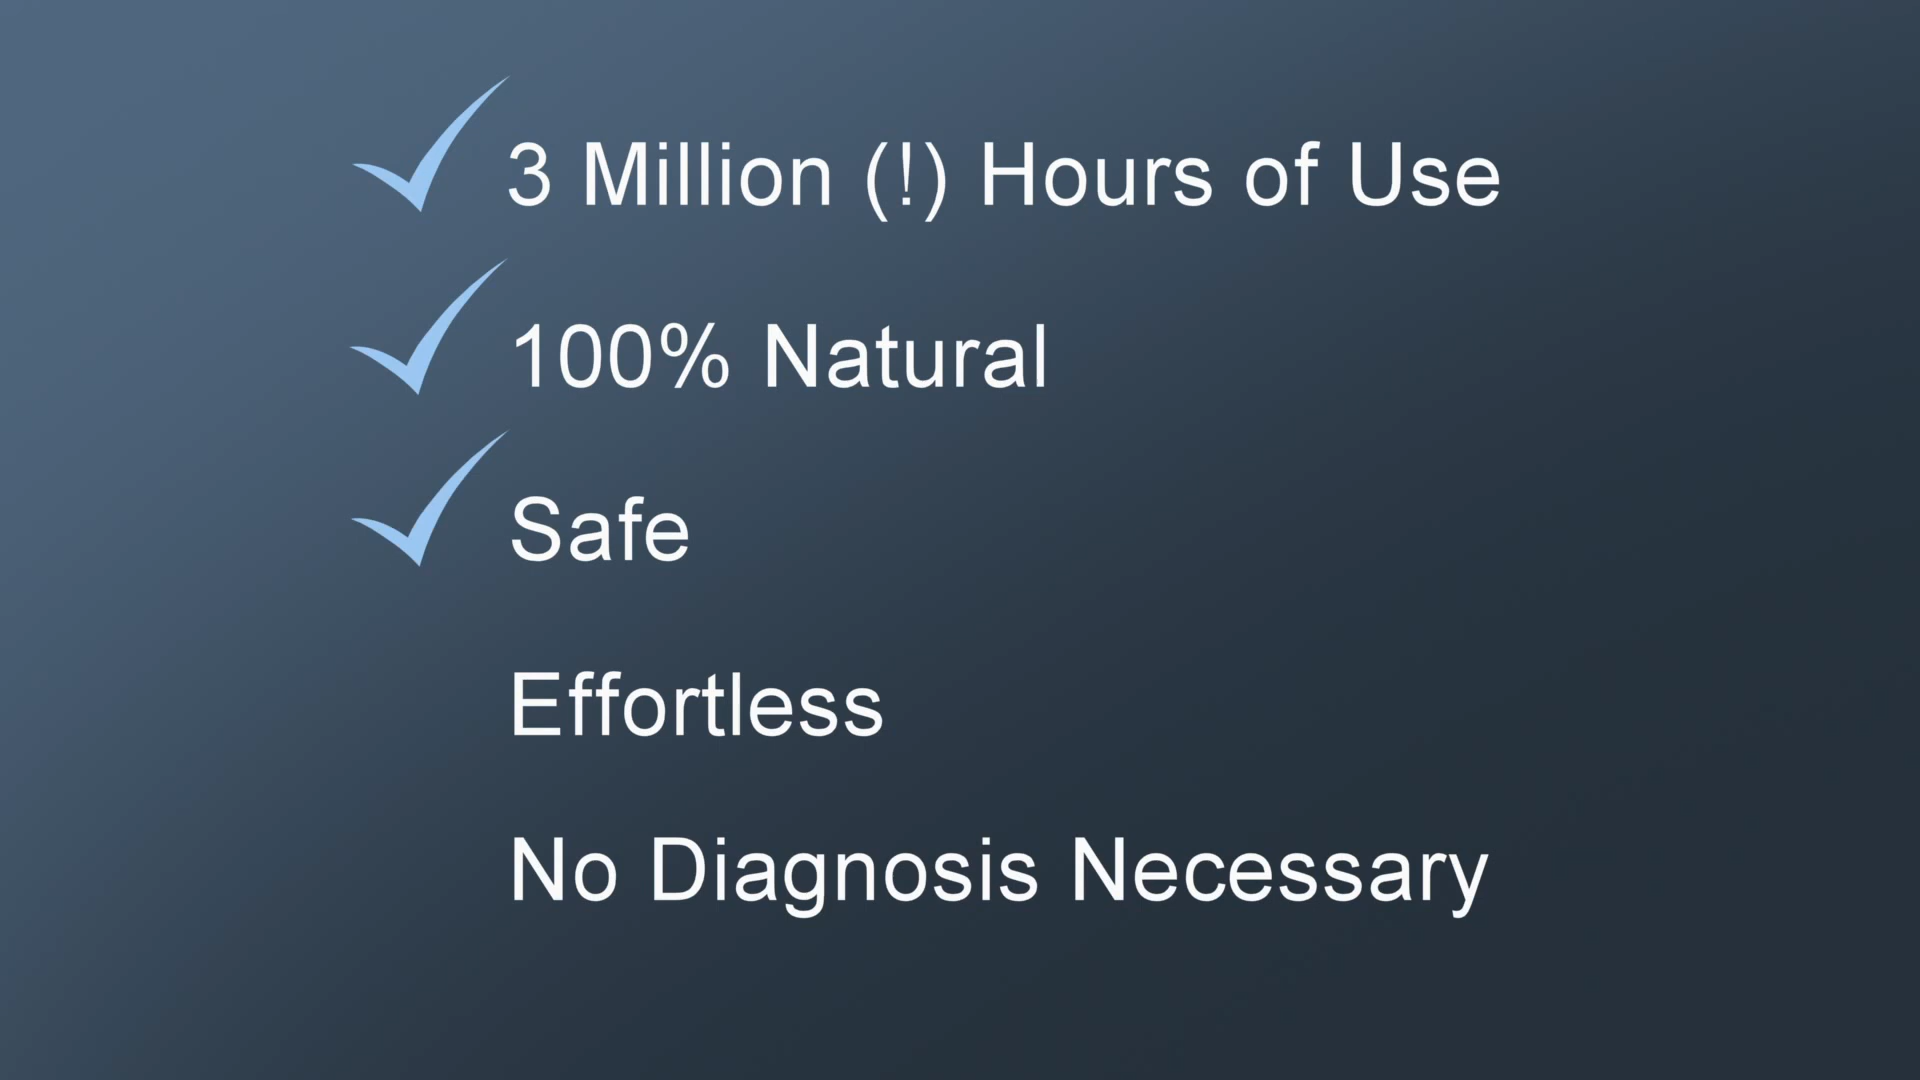 3 Million (!) Hours of Use
100% Natural
Safe
Effortless
No Diagnosis Necessary